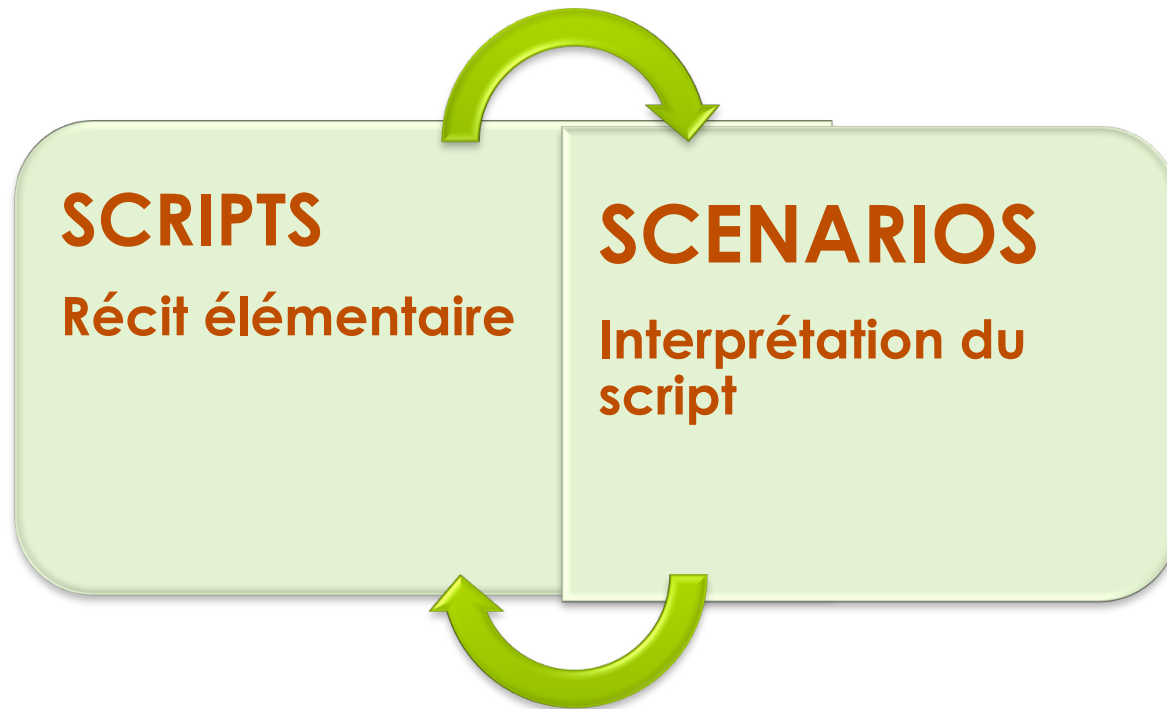 SCRIPTS
Récit élémentaire
SCENARIOS
Interprétation du
script